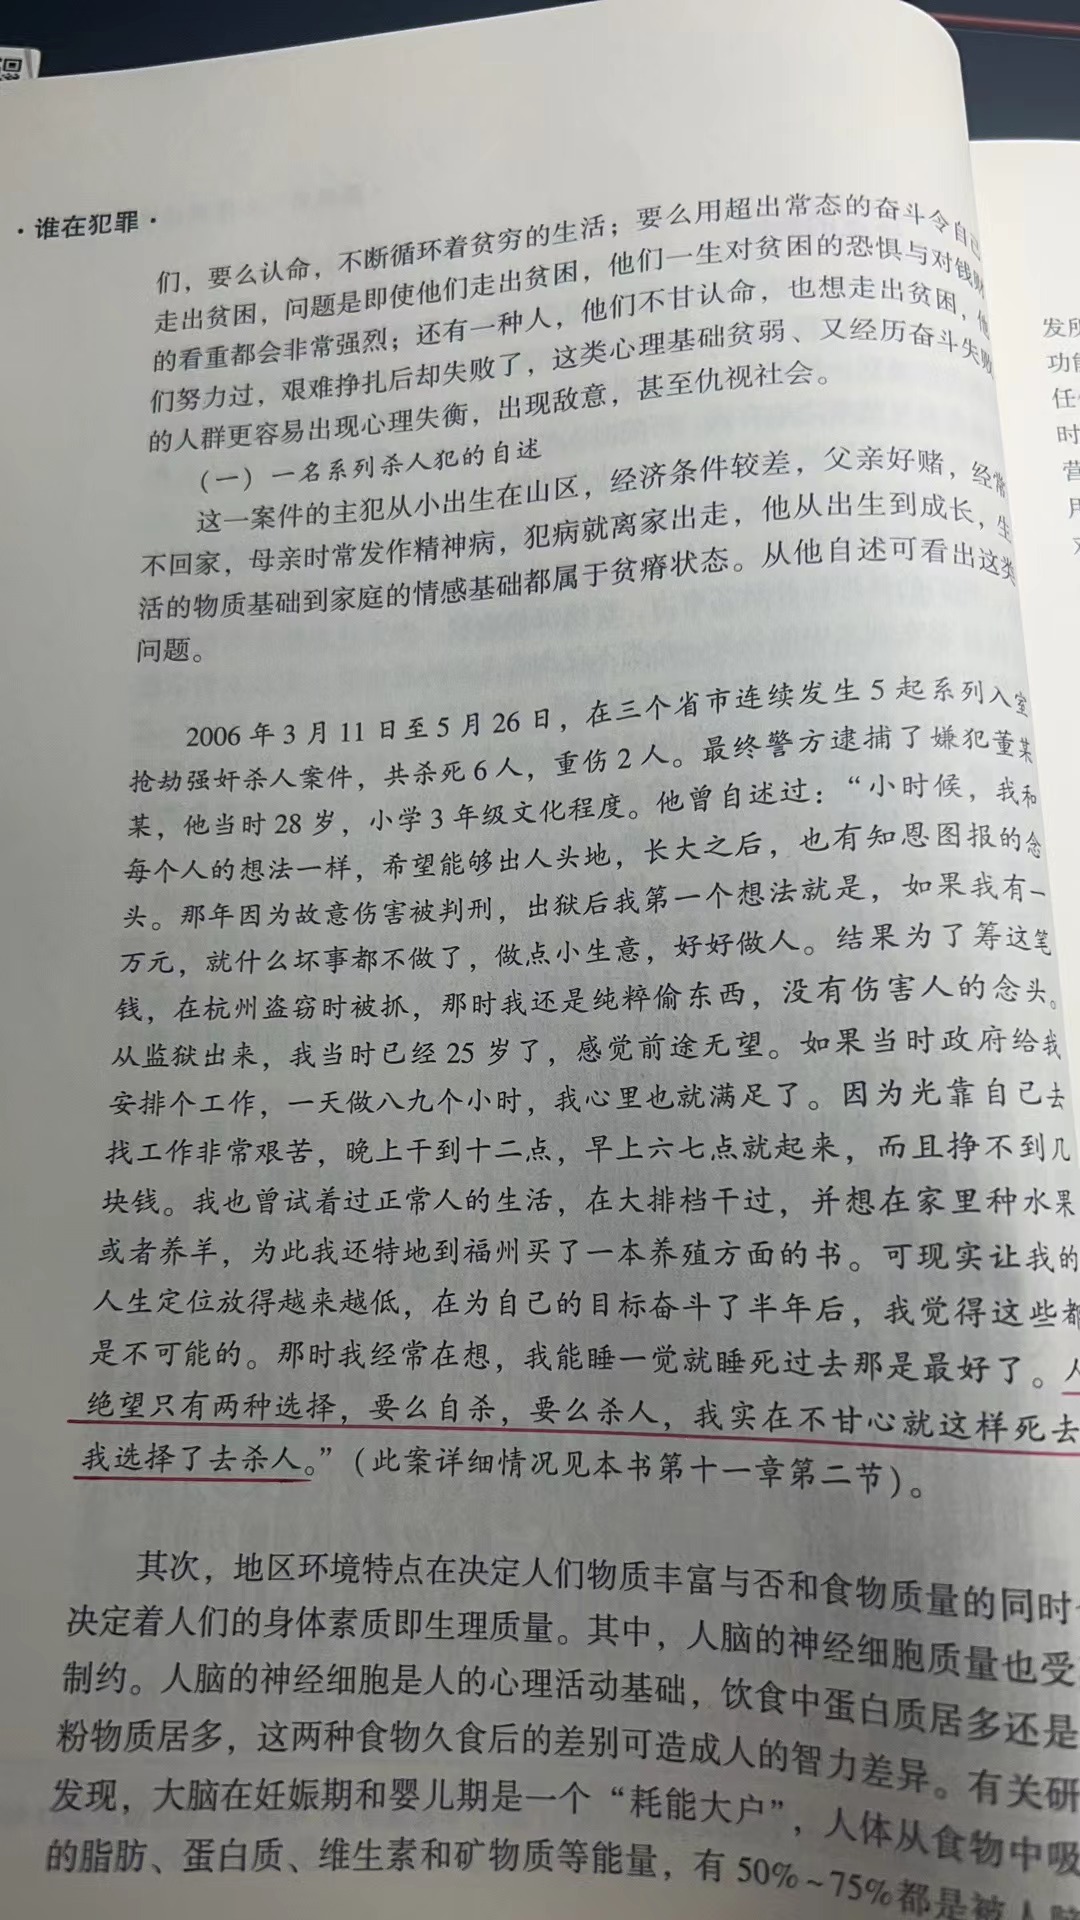 ·谁在犯罪·
们，要么认命，不断循环着贫穷的生活；要么用超出常态的奋斗令自己
走出贫困，问题是即使他们走出贫困，他们一生对贫困的恐惧与对钱财
的看重都会非常强烈；还有一种人，他们不甘认命，也想走出贫困，他
们努力过，艰难挣扎后却失败了，这类心理基础贫弱、又经历奋斗失败
的人群更容易出现心理失衡，出现敌意，甚至仇视社会。
（一）一名系列杀人犯的自述
这一案件的主犯从小出生在山区，经济条件较差，父亲好赌，经常
不回家，母亲时常发作精神病，犯病就离家出走，他从出生到成长，生
活的物质基础到家庭的情感基础都属于贫瘠状态。从他自述可看出这类
问题。
2006年3月11日至5月26日，在三个省市连续发生5起系列入室
抢劫强奸杀人案件，共杀死6人，重伤2人。最终警方逮捕了嫌犯董某
某，他当时28岁，小学3年级文化程度。他曾自述过：“小时候，我和
每个人的想法一样，希望能够出人头地，长大之后，也有知恩图报的念
头。那年因为故意伤害被判刑，出狱后我第一个想法就是，如果我有一
万元，就什么坏事都不做了，做点小生意，好好做人。结果为了筹这笔
钱，在杭州盗窃时被抓，那时我还是纯粹偷东西，没有伤害人的念头。
从监狱出来，我当时已经25岁了，感觉前途无望。如果当时政府给我
安排个工作，一天做八九个小时，我心里也就满足了。因为光靠自己去
找工作非常艰苦，晚上干到十二点，早上六七点就起来，而且挣不到几
块钱。我也曾试着过正常人的生活，在大排档干过，并想在家里种水果
或者养羊，为此我还特地到福州买了一本养殖方面的书。可现实让我的
人生定位放得越来越低，在为自己的目标奋斗了半年后，我觉得这些都
是不可能的。那时我经常在想，我能睡一觉就睡死过去那是最好了。人
绝望只有两种选择，要么自杀，要么杀人，我实在不甘心就这样死去
我选择了去杀人。”（此案详细情况见本书第十一章第二节）。
其次，地区环境特点在决定人们物质丰富与否和食物质量的同时
决定着人们的身体素质即生理质量。其中，人脑的神经细胞质量也受
制约。人脑的神经细胞是人的心理活动基础，饮食中蛋白质居多还是
粉物质居多，这两种食物久食后的差别可造成人的智力差异。有关研
发现，大脑在妊娠期和婴儿期是一个“耗能大户”，人体从食物中吸
的脂肪、蛋白质、维生素和矿物质等能量，有50%～75%都是被人脑
发所
功能
时
营